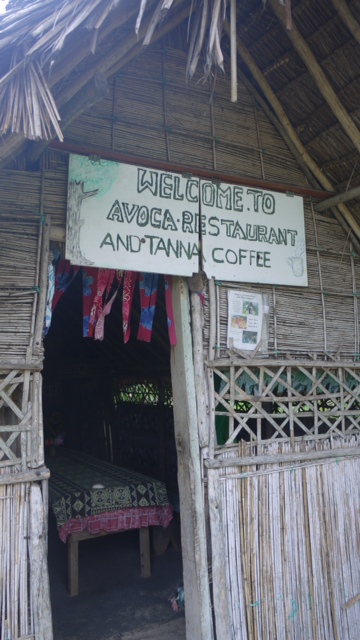 WELCOME.TO
AVOCA.RESTAURANT
AND TANNA COFFEE